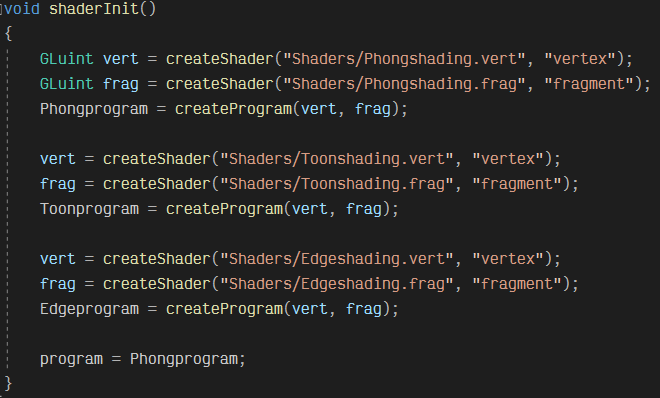 void shaderInit()
{
GLuint vert = createShader("Shaders/Phongshading.vert", "vertex");
GLuint frag = createShader("Shaders/Phongshading.frag", "fragment");
Phongprogram = createProgram(vert, frag);
vert = createShader("Shaders/Toonshading.vert", "vertex");
frag = createShader("Shaders/Toonshading.frag", "fragment");
Toonprogram = createProgram(vert, frag);
vert = createShader("Shaders/Edgeshading.vert", "vertex");
frag = createShader("Shaders/Edgeshading.frag", "fragment");
Edgeprogram = createProgram(vert, frag);
program = Phongprogram;
}